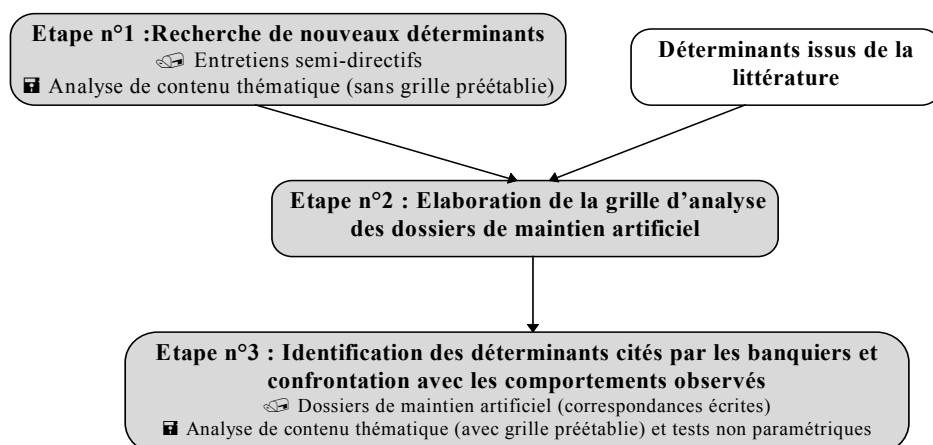 Etape n°1 :Recherche de nouveaux déterminants
Entretiens semi-directifs
Analyse de contenu thématique (sans grille préétablie)
Déterminants issus de la
littérature
Etape n°2 : Elaboration de la grille d’analyse
des dossiers de maintien artificiel
Etape n°3 : Identification des déterminants cités par les banquiers et
confrontation avec les comportements observés
Dossiers de maintien artificiel (correspondances écrites)
Analyse de contenu thématique (avec grille préétablie) et tests non paramétriques